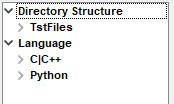 Directory Structure
TstFiles
Language
C|C++
Python